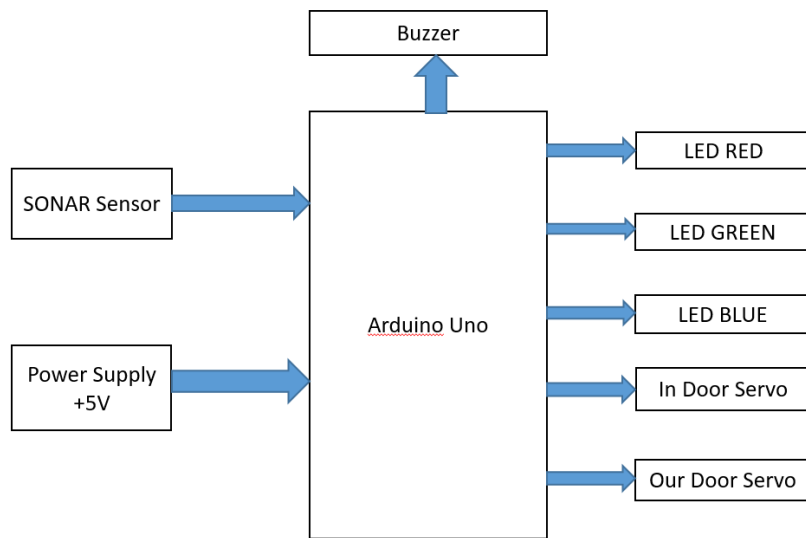 Buzzer
SONAR Sensor
Power Supply
+5V
Arduino Uno
LED RED
LED GREEN
LED BLUE
In Door Servo
Our Door Servo